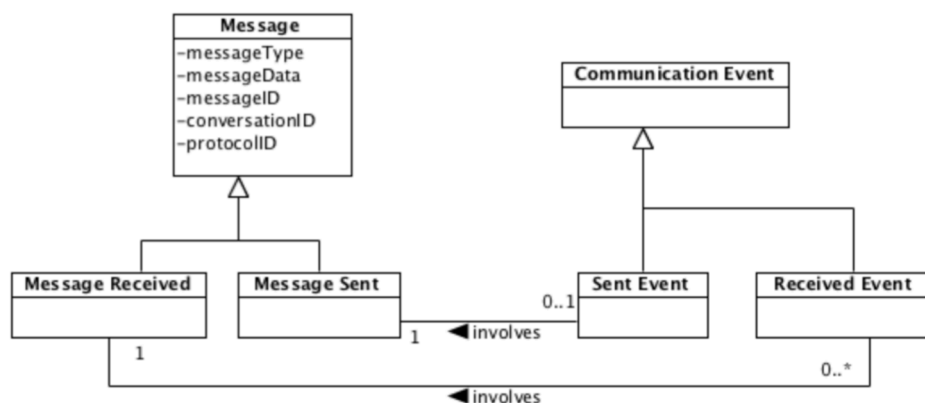 Message
-messageType
-messageData
-messageID
-conversationID
-protocolID
Communication Event
Message Received
Message Sent
Sent Event
Received Event
0..1
1
involves
1
0..*
involves